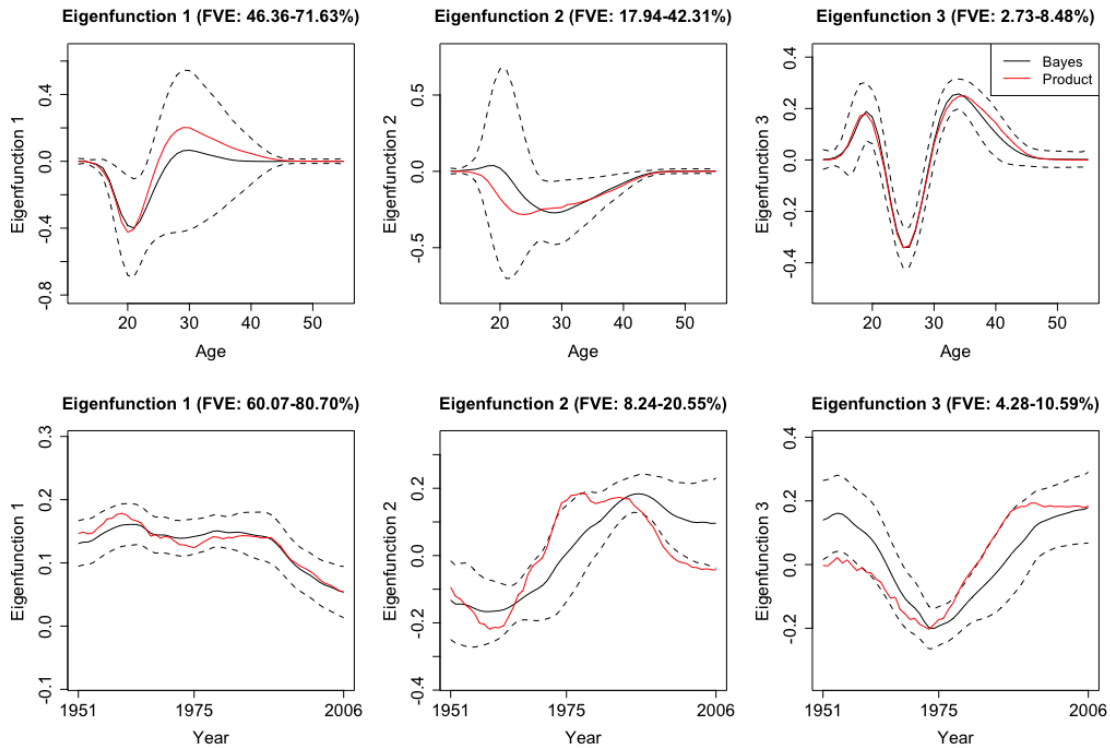 Eigenfunction 1 (FVE: 46.36-71.63%)
Eigenfunction 1
-0.8
-0.4
0.0
0.4
20
30
40
50
Age
Eigenfunction 2 (FVE: 17.94-42.31%)
Eigenfunction 2
-0.5
0.0
0.5
20
30
40
50
Age
Eigenfunction 3 (FVE: 2.73-8.48%)
Eigenfunction 3
-0.4
-0.2
0.0
0.2
0.4
Bayes
Product
20
30
40
50
Age
Eigenfunction 1 (FVE: 60.07-80.70%)
Eigenfunction 1
-0.1
0.0
0.1
0.2
0.3
1951
1975
2006
Year
Eigenfunction 2 (FVE: 8.24-20.55%)
Eigenfunction 2
-0.4
-0.2
0.0
0.2
1951
1975
2006
Year
Eigenfunction 3 (FVE: 4.28-10.59%)
Eigenfunction 3
-0.2
0.0
0.2
0.4
1951
1975
2006
Year